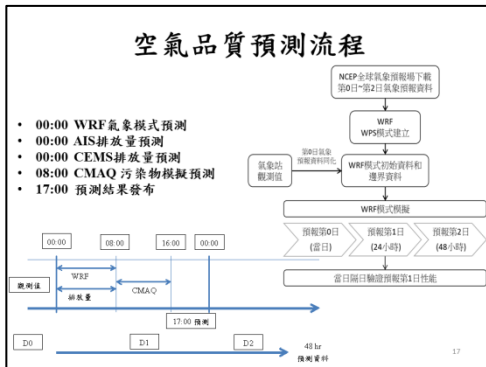 空氣品質預測流程
• 00:00 WRF氣象模式預測
• 00:00 AIS排放量預測
• 00:00 CEMS排放量預測
• 08:00 CMAQ 污染物模擬預測
• 17:00 預測結果發布
NCEP全球氣象預報場下載
第0日~第2日氣象預報資料
WRF
WPS模式建立
第0日氣象
預報資料同化
氣象站
觀測值
WRF模式初始資料和
邊界資料
WRF模式模擬
預報第0日
(當日)
預報第1日
(24小時)
預報第2日
(48小時)
當日隔日驗證預報第1日性能
00:00
08:00
16:00
00:00
觀測值
WRF
排放量
CMAQ
17:00 預測
D0
D1
D2
48 hr
預測資料
17